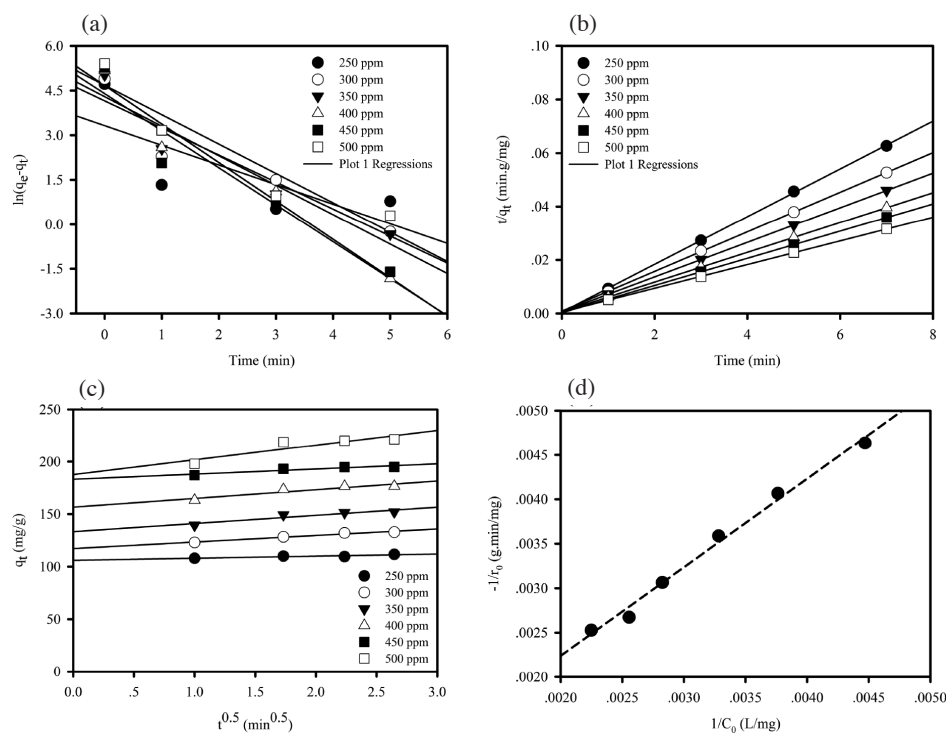 (a)
6.0
4.5
3.0
1.5
0.0
-1.5
-3.0
ln(qe-qt)
250 ppm
300 ppm
350 ppm
400 ppm
450 ppm
500 ppm
Plot 1 Regressions
0 1 2 3 4 5 6
Time (min)
(b)
.10
.08
.06
.04
.02
0.00
t/qt (min.g/mg)
250 ppm
300 ppm
350 ppm
400 ppm
450 ppm
500 ppm
Plot 1 Regressions
0 2 4 6 8
Time (min)
(c)
250
200
150
100
50
0
qt (mg/g)
250 ppm
300 ppm
350 ppm
400 ppm
450 ppm
500 ppm
0.0 .5 1.0 1.5 2.0 2.5 3.0
t^0.5 (min^0.5)
(d)
.0050
.0045
.0040
.0035
.0030
.0025
.0020
-1/r0 (g.min/mg)
.0020 .0025 .0030 .0035 .0040 .0045 .0050
1/C0 (L/mg)